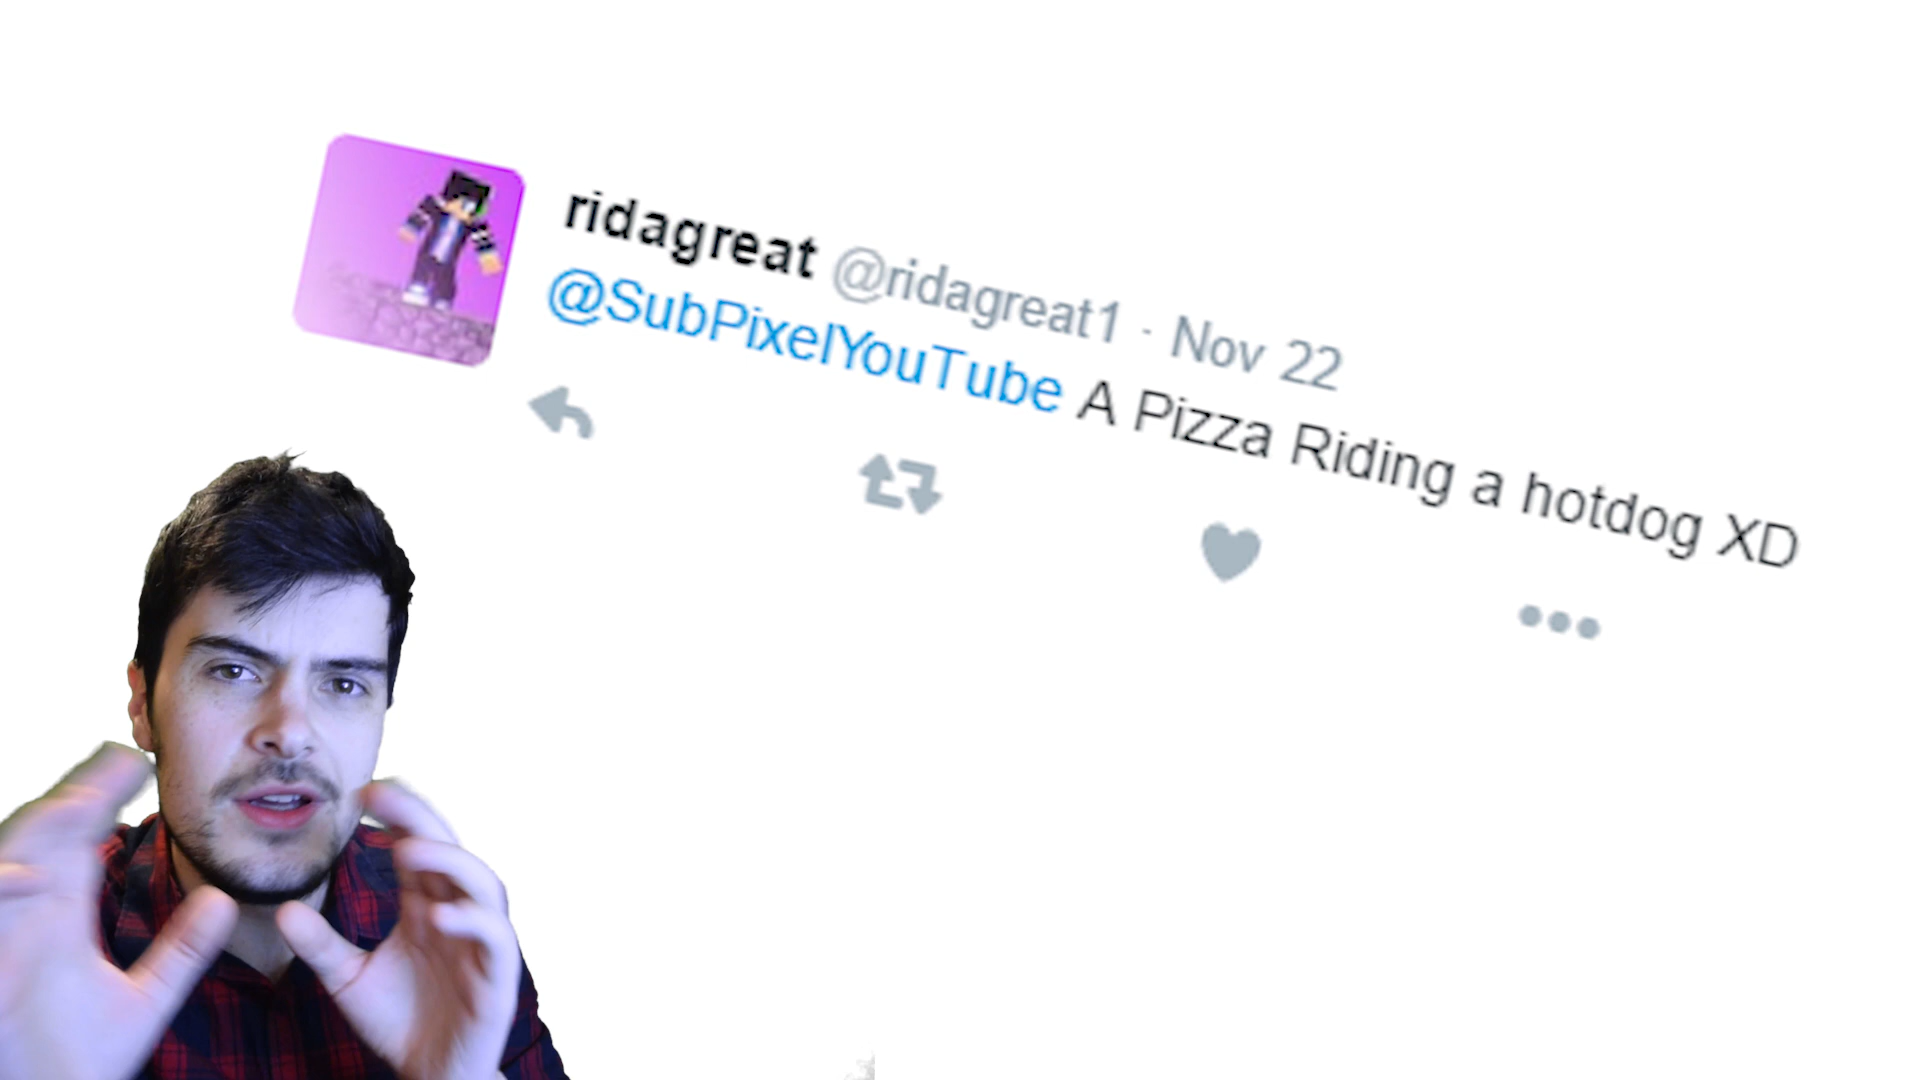 ridagreat @ridagreat1 · Nov 22
@SubPixelYouTube A Pizza Riding a hotdog XD